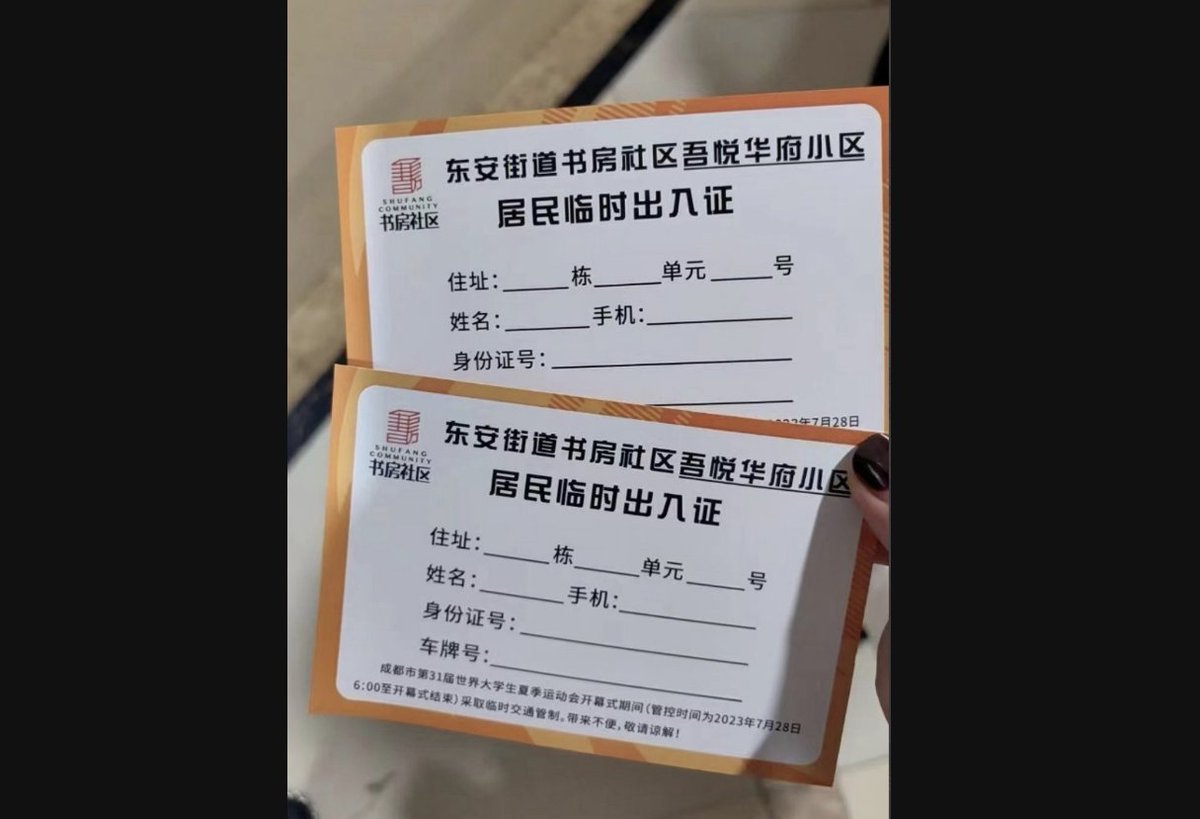 SHUFANG
COMMUNITY
书房社区
东安街道书房社区吾悦华府小区
居民临时出入证
住址：______栋______单元______号
姓名：________手机：______________
身份证号：______________________
2023年7月28日
SHUFANG
COMMUNITY
书房社区
东安街道书房社区吾悦华府小区
居民临时出入证
住址：______栋______单元______号
姓名：________手机：______________
身份证号：______________________
车牌号：______________________
成都市第31届世界大学生夏季运动会开幕式期间（管控时间为2023年7月28日
6:00至开幕式结束）采取临时交通管制。带来不便，敬请谅解！